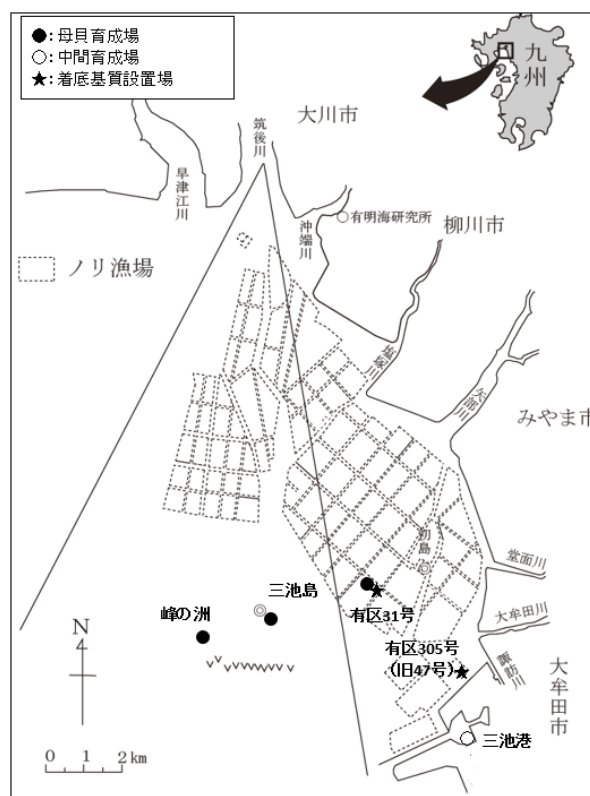 ●：母貝育成場
○：中間育成場
★：着底基質設置場
九州
大川市
筑後川
早津江川
沖端川
有明海研究所
柳川市
ノリ漁場
塩塚川
矢部川
みやま市
初島
堂面川
三池島
峰の洲
有区31号
大牟田川
有区305号
（旧47号）
諏訪川
大牟田市
三池港
N
0 1 2km